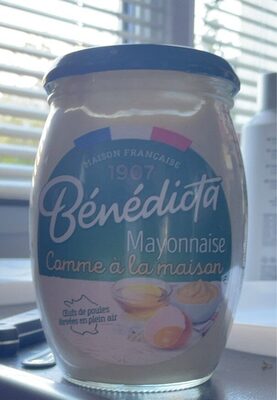 MAISON FRANÇAISE
1907
Bénédicta
Mayonnaise
Comme à la maison
Œufs de poules
élevées en plein air